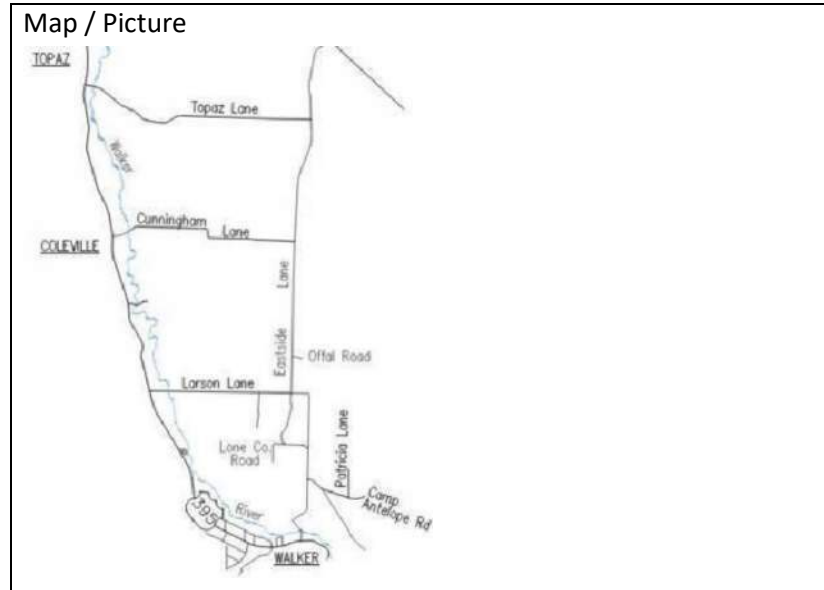 Map / Picture
TOPAZ
Topaz Lane
Walker
Cunningham
Lane
COLEVILLE
Lane
Eastside
Offal Road
Larson Lane
Lone Co.
Road
Patricia Lane
Camp
Antelope Rd
395
River
WALKER